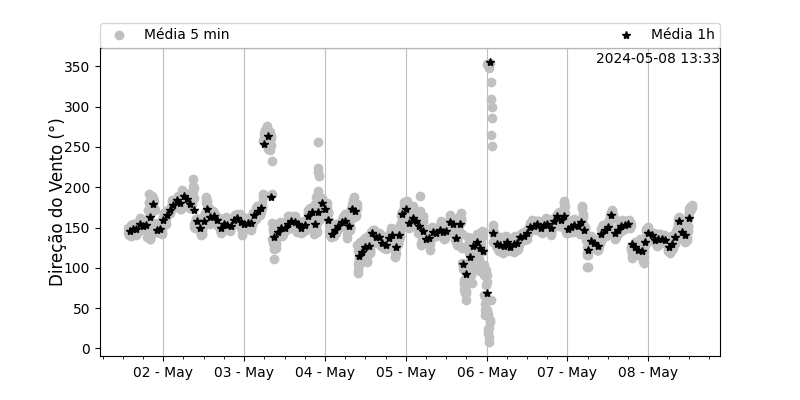 Média 5 min
Média 1h
2024-05-08 13:33
Direção do Vento (°)
350
300
250
200
150
100
50
0
02 - May
03 - May
04 - May
05 - May
06 - May
07 - May
08 - May